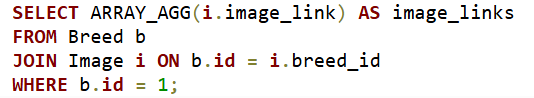 SELECT ARRAY_AGG(i.image_link) AS image_links
FROM Breed b
JOIN Image i ON b.id = i.breed_id
WHERE b.id = 1;